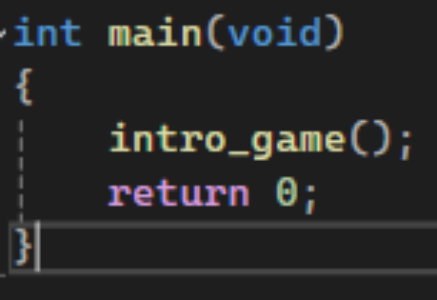 int main(void)
{
    intro_game();
    return 0;
}